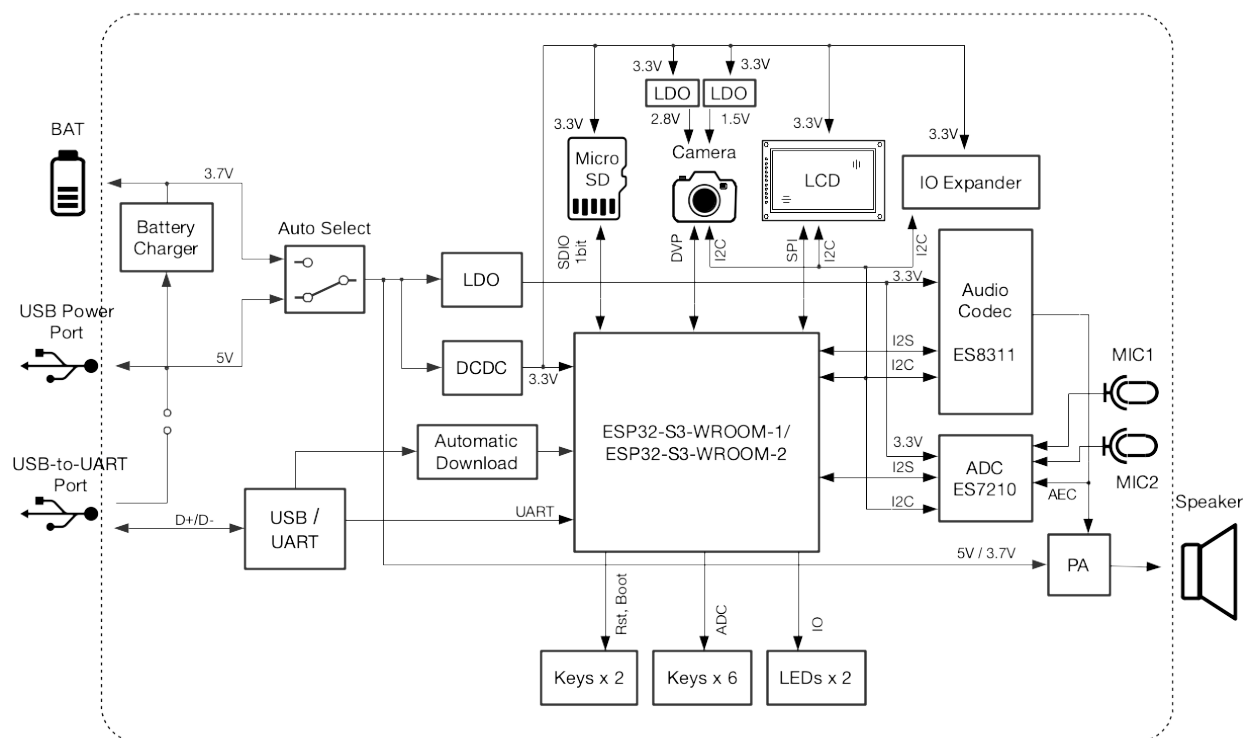 3.3V
3.3V
LDO
LDO
2.8V
1.5V
3.3V
3.3V
3.3V
BAT
Micro
SD
Camera
LCD
IO Expander
3.7V
Battery
Charger
Auto Select
SDIO
1bit
DVP
I2C
SPI
I2C
I2C
LDO
3.3V
Audio
Codec
ES8311
USB Power
Port
5V
DCDC
3.3V
I2S
I2C
MIC1
ESP32-S3-WROOM-1/
ESP32-S3-WROOM-2
Automatic
Download
3.3V
I2S
I2C
ADC
ES7210
AEC
MIC2
USB-to-UART
Port
D+/D-
USB /
UART
UART
Speaker
5V / 3.7V
PA
Rst, Boot
ADC
IO
Keys x 2
Keys x 6
LEDs x 2